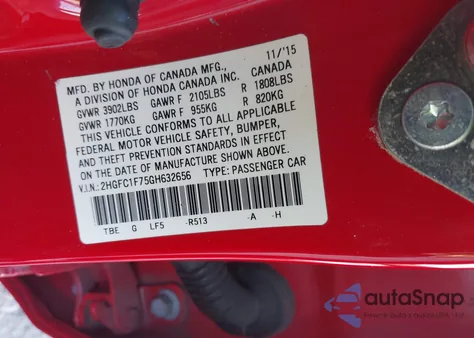 MFD. BY HONDA OF CANADA MFG., 11/'15
A DIVISION OF HONDA CANADA INC. CANADA
GVWR 3902LBS GAWR F 2105LBS R 1808LBS
GVWR 1770KG GAWR F 955KG R 820KG
THIS VEHICLE CONFORMS TO ALL APPLICABLE
FEDERAL MOTOR VEHICLE SAFETY, BUMPER,
AND THEFT PREVENTION STANDARDS IN EFFECT
ON THE DATE OF MANUFACTURE SHOWN ABOVE.
V.I.N.: 2HGFC1F75GH632656 TYPE: PASSENGER CAR
TBE G LF5 -R513 -A -H
autoSnap